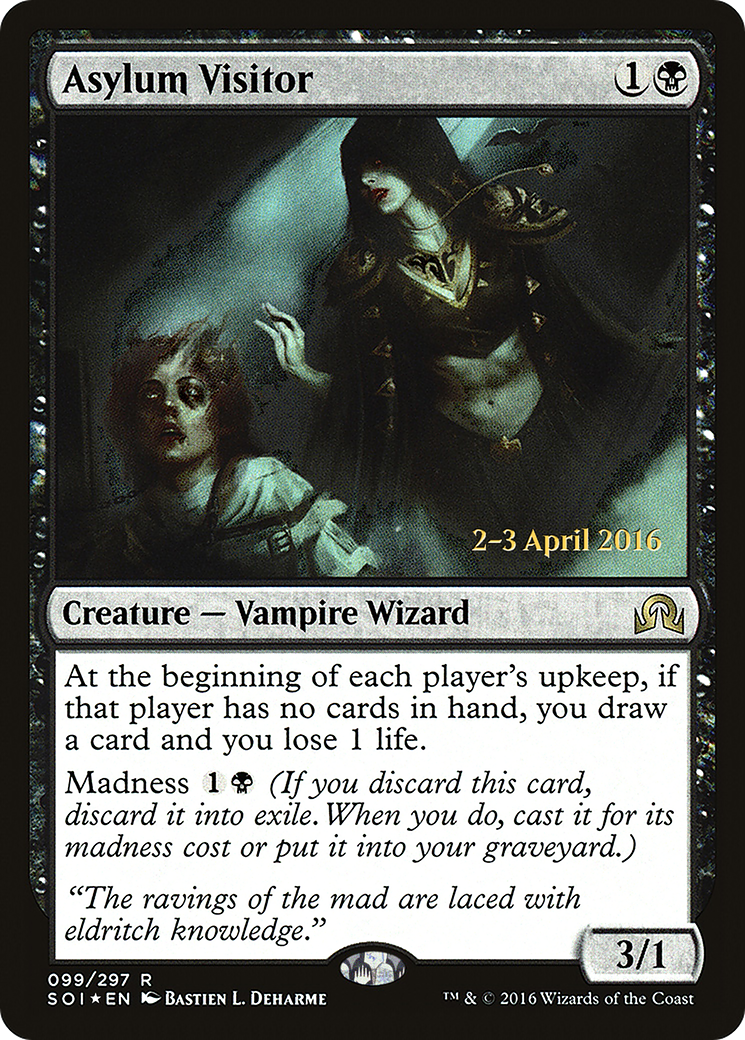 Asylum Visitor 1
2–3 April 2016
Creature — Vampire Wizard
At the beginning of each player's upkeep, if
that player has no cards in hand, you draw
a card and you lose 1 life.
Madness 1 (If you discard this card,
discard it into exile. When you do, cast it for its
madness cost or put it into your graveyard.)
“The ravings of the mad are laced with
eldritch knowledge.”
3/1
099/297 R
SOI★EN Bastien L. Deharme
™ & © 2016 Wizards of the Coast